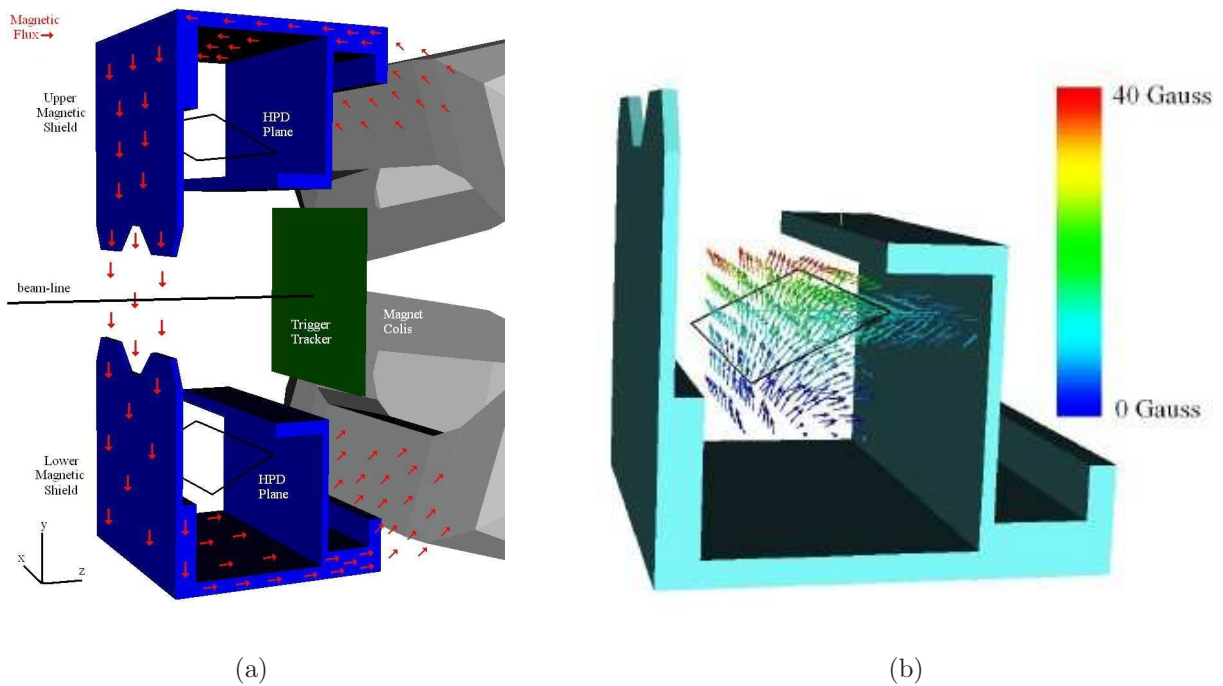 Magnetic
Flux
Upper
Magnetic
Shield
HPD
Plane
beam-line
Trigger
Tracker
Magnet
Colis
Lower
Magnetic
Shield
HPD
Plane
y
x
z
(a)
40 Gauss
0 Gauss
(b)